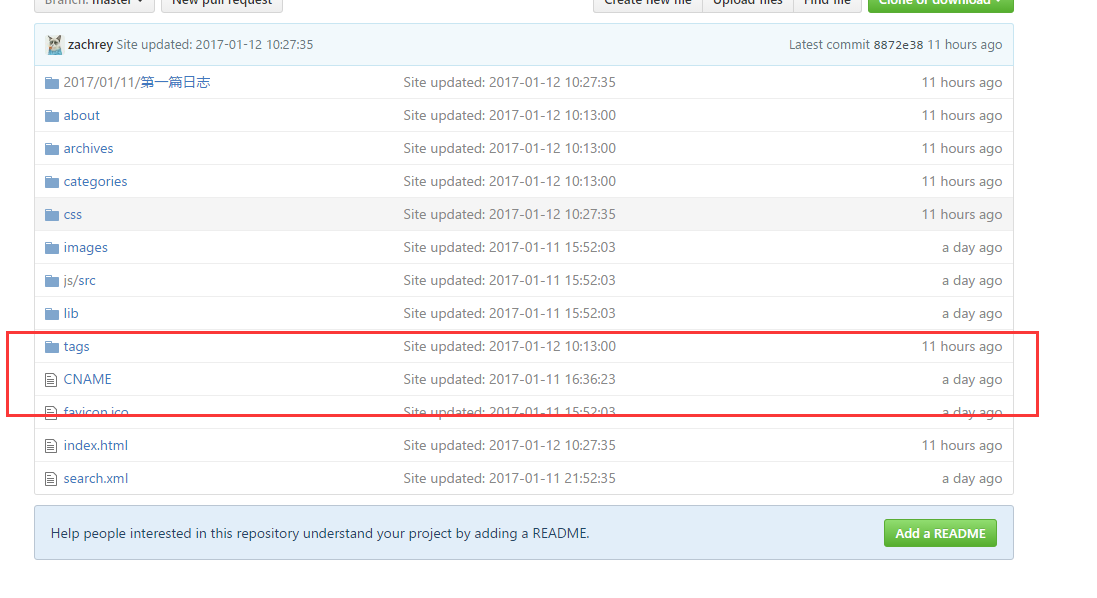 Branch: master New pull request Create new file Upload files Find file Clone or download
zachrey Site updated: 2017-01-12 10:27:35 Latest commit 8872e38 11 hours ago
2017/01/11/第一篇日志 Site updated: 2017-01-12 10:27:35 11 hours ago
about Site updated: 2017-01-12 10:13:00 11 hours ago
archives Site updated: 2017-01-12 10:13:00 11 hours ago
categories Site updated: 2017-01-12 10:13:00 11 hours ago
css Site updated: 2017-01-12 10:27:35 11 hours ago
images Site updated: 2017-01-11 15:52:03 a day ago
js/src Site updated: 2017-01-11 15:52:03 a day ago
lib Site updated: 2017-01-11 15:52:03 a day ago
tags Site updated: 2017-01-12 10:13:00 11 hours ago
CNAME Site updated: 2017-01-11 16:36:23 a day ago
favicon.ico Site updated: 2017-01-11 15:52:03 a day ago
index.html Site updated: 2017-01-12 10:27:35 11 hours ago
search.xml Site updated: 2017-01-11 21:52:35 a day ago
Help people interested in this repository understand your project by adding a README. Add a README